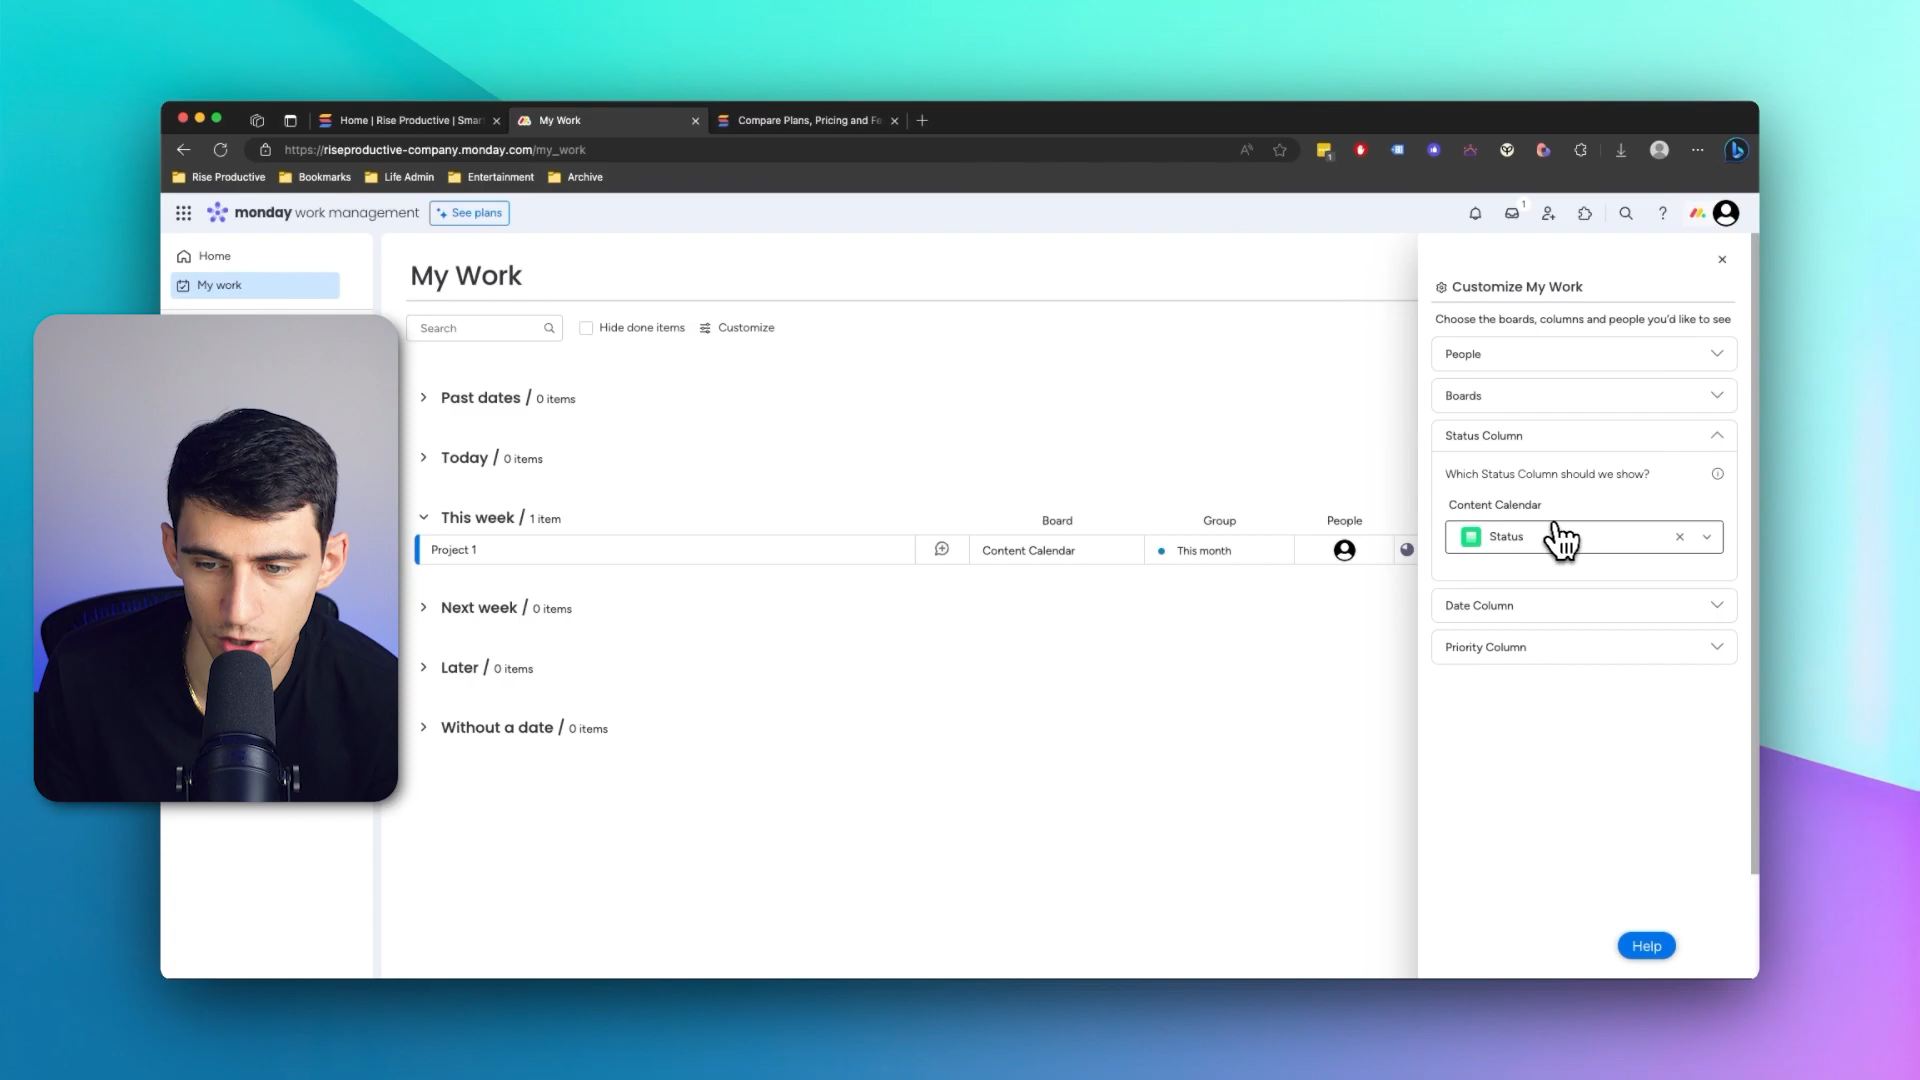 Home | Rise Productive | Smar
My Work
Compare Plans, Pricing and Fe
https://riseproductive-company.monday.com/my_work
1
Rise Productive
Bookmarks
Life Admin
Entertainment
Archive
monday work management
See plans
1
Home
My work
My Work
Search
Hide done items
Customize
Past dates / 0 items
Today / 0 items
This week / 1 item
Board
Group
People
Project 1
Content Calendar
This month
Next week / 0 items
Later / 0 items
Without a date / 0 items
Customize My Work
Choose the boards, columns and people you'd like to see
People
Boards
Status Column
Which Status Column should we show?
Content Calendar
Status
Date Column
Priority Column
Help